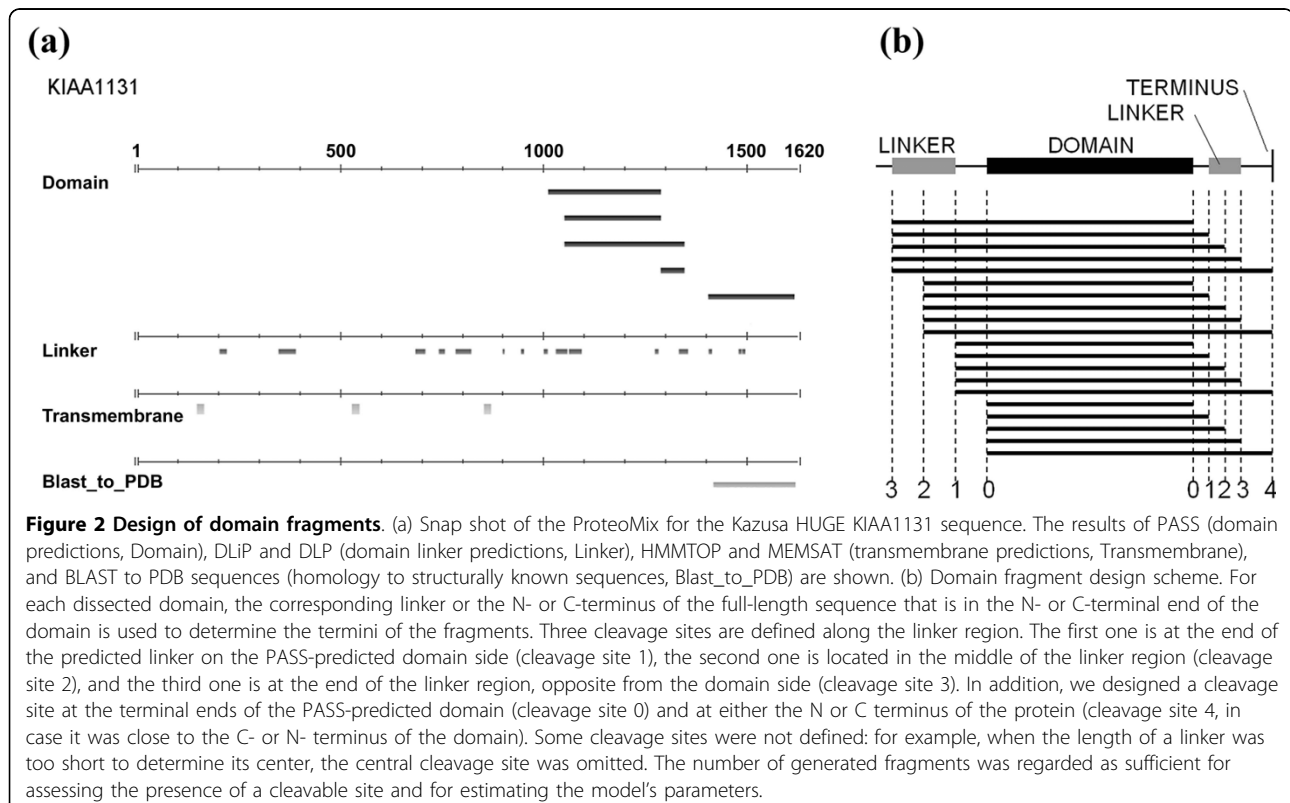 (a)
KIAA1131
1 500 1000 1500 1620
Domain
Linker
Transmembrane
Blast_to_PDB
(b)
TERMINUS
LINKER
LINKER DOMAIN
3 2 1 0 0 1 2 3 4
Figure 2 Design of domain fragments. (a) Snap shot of the ProteoMix for the Kazusa HUGE KIAA1131 sequence. The results of PASS (domain
predictions, Domain), DLiP and DLP (domain linker predictions, Linker), HMMTOP and MEMSAT (transmembrane predictions, Transmembrane),
and BLAST to PDB sequences (homology to structurally known sequences, Blast_to_PDB) are shown. (b) Domain fragment design scheme. For
each dissected domain, the corresponding linker or the N- or C-terminus of the full-length sequence that is in the N- or C-terminal end of the
domain is used to determine the termini of the fragments. Three cleavage sites are defined along the linker region. The first one is at the end of
the predicted linker on the PASS-predicted domain side (cleavage site 1), the second one is located in the middle of the linker region (cleavage
site 2), and the third one is at the end of the linker region, opposite from the domain side (cleavage site 3). In addition, we designed a cleavage
site at the terminal ends of the PASS-predicted domain (cleavage site 0) and at either the N or C terminus of the protein (cleavage site 4, in
case it was close to the C- or N- terminus of the domain). Some cleavage sites were not defined: for example, when the length of a linker was
too short to determine its center, the central cleavage site was omitted. The number of generated fragments was regarded as sufficient for
assessing the presence of a cleavable site and for estimating the model's parameters.